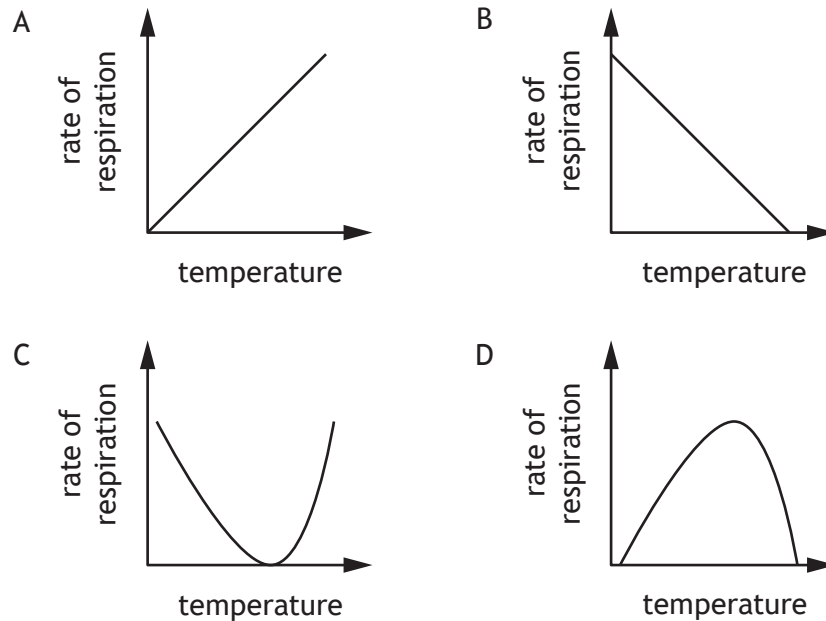 A
rate of
respiration
temperature
B
rate of
respiration
temperature
C
rate of
respiration
temperature
D
rate of
respiration
temperature